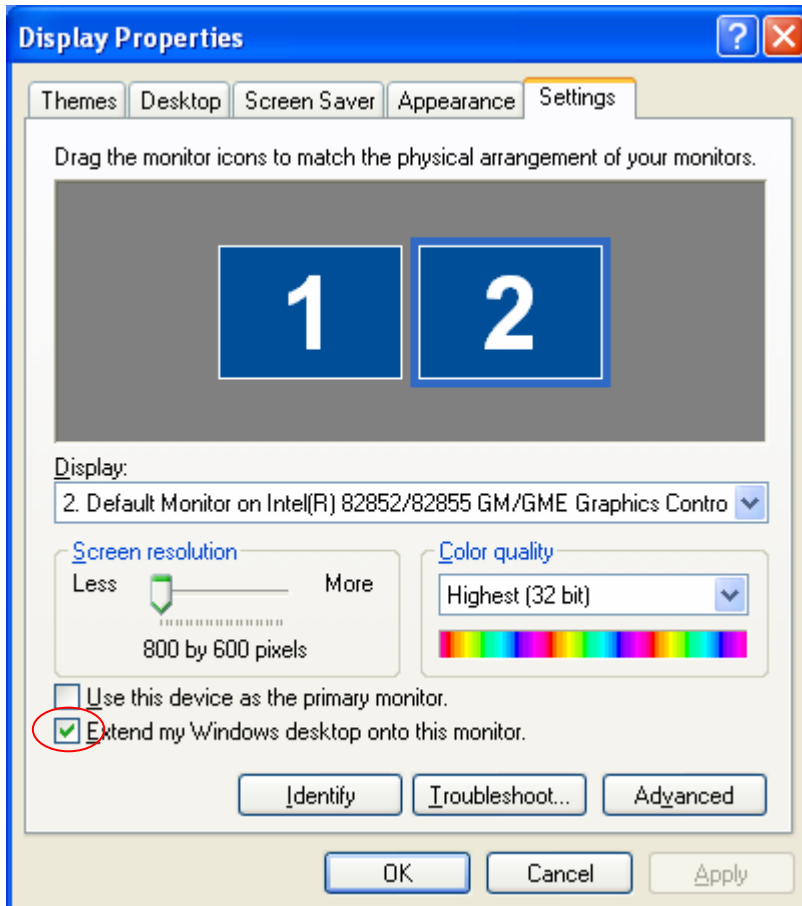 Display Properties
Themes Desktop Screen Saver Appearance Settings
Drag the monitor icons to match the physical arrangement of your monitors.
1 2
Display:
2. Default Monitor on Intel(R) 82852/82855 GM/GME Graphics Contro
Screen resolution Color quality
Less More Highest (32 bit)
800 by 600 pixels
Use this device as the primary monitor.
Extend my Windows desktop onto this monitor.
Identify Troubleshoot... Advanced
OK Cancel Apply